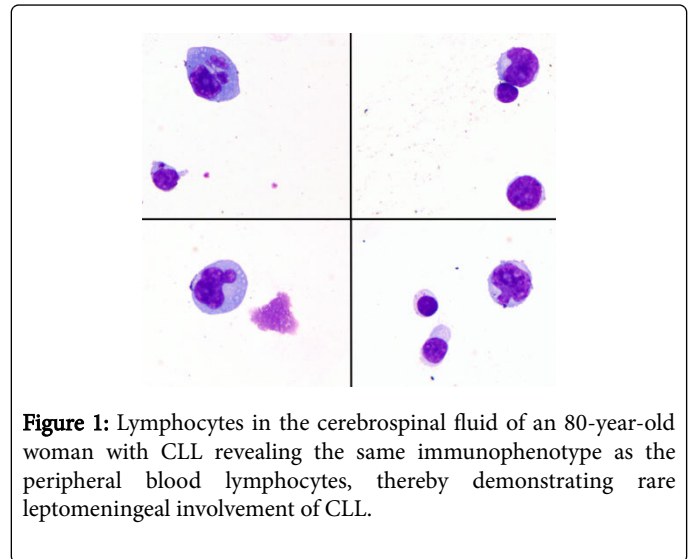 Figure 1: Lymphocytes in the cerebrospinal fluid of an 80-year-old
woman with CLL revealing the same immunophenotype as the
peripheral blood lymphocytes, thereby demonstrating rare
leptomeningeal involvement of CLL.